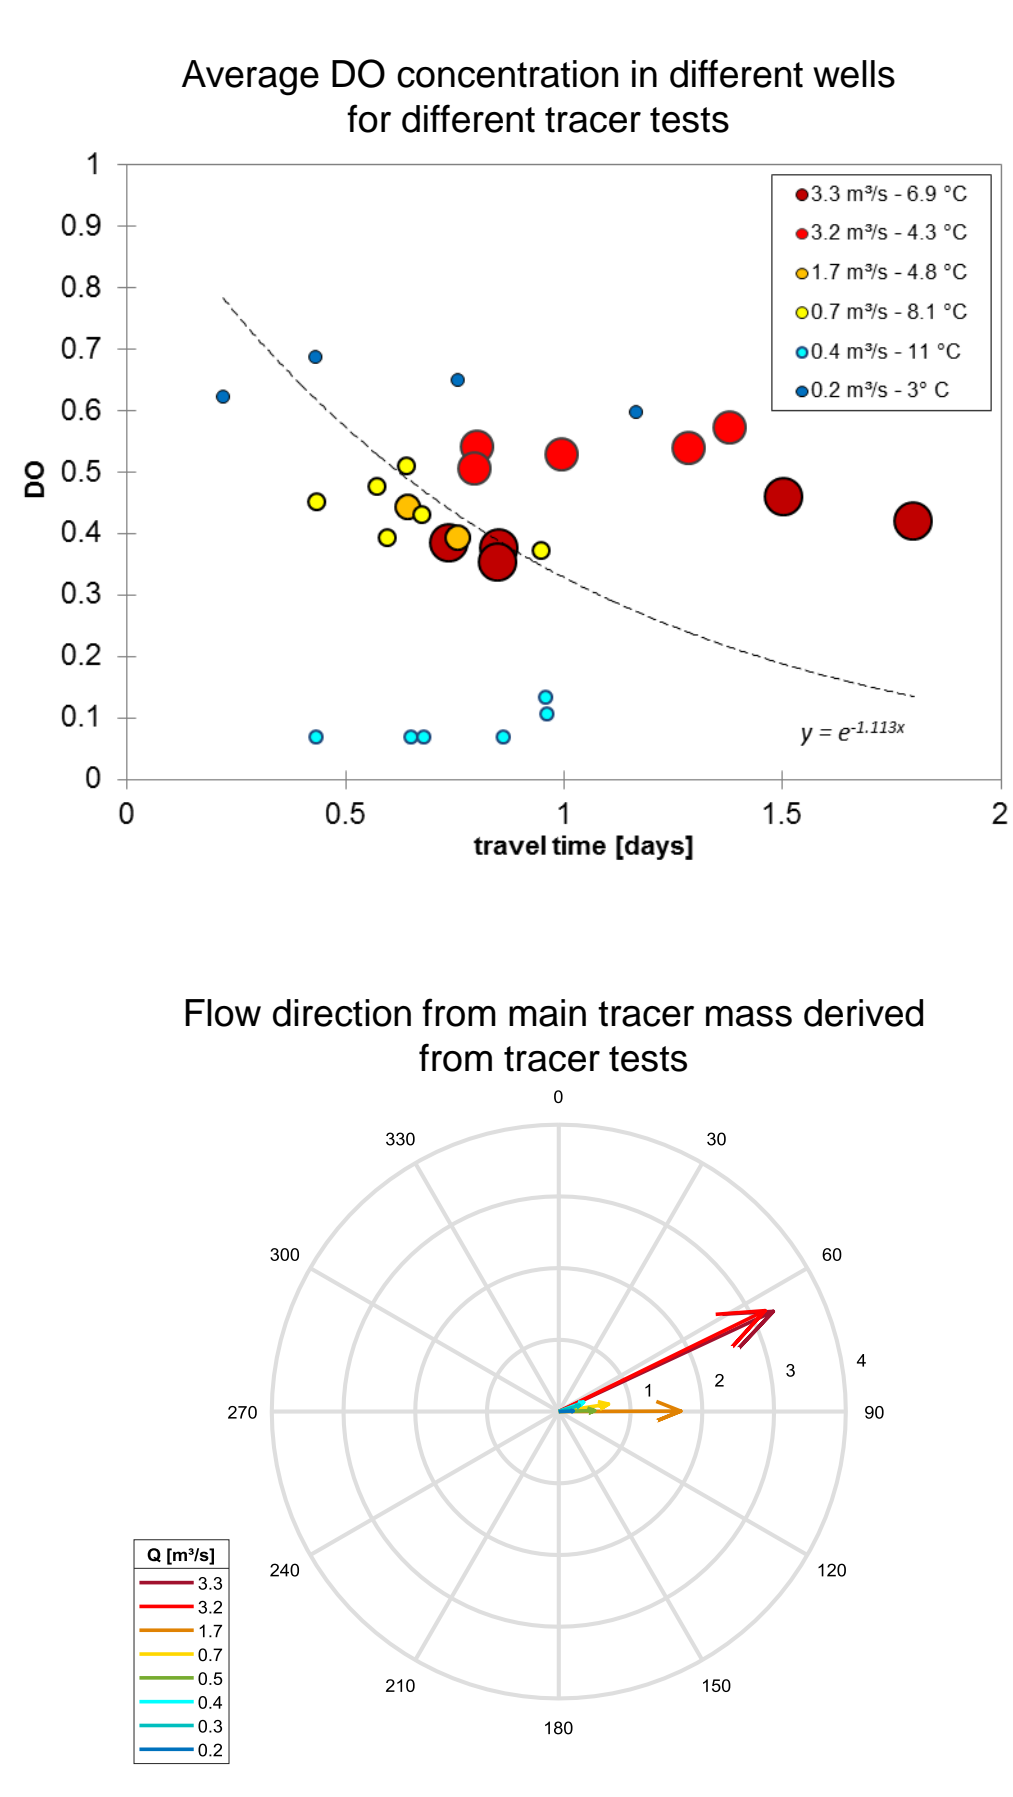 Average DO concentration in different wells
for different tracer tests
1
0.9
0.8
0.7
0.6
0.5
0.4
0.3
0.2
0.1
0
DO
3.3 m³/s - 6.9 °C
3.2 m³/s - 4.3 °C
1.7 m³/s - 4.8 °C
0.7 m³/s - 8.1 °C
0.4 m³/s - 11 °C
0.2 m³/s - 3° C
y = e^-1.113x
0 0.5 1 1.5 2
travel time [days]
Flow direction from main tracer mass derived
from tracer tests
0
330 30
300 60
4
3
2
1
270 90
240 120
210 150
180
Q [m³/s]
3.3
3.2
1.7
0.7
0.5
0.4
0.3
0.2